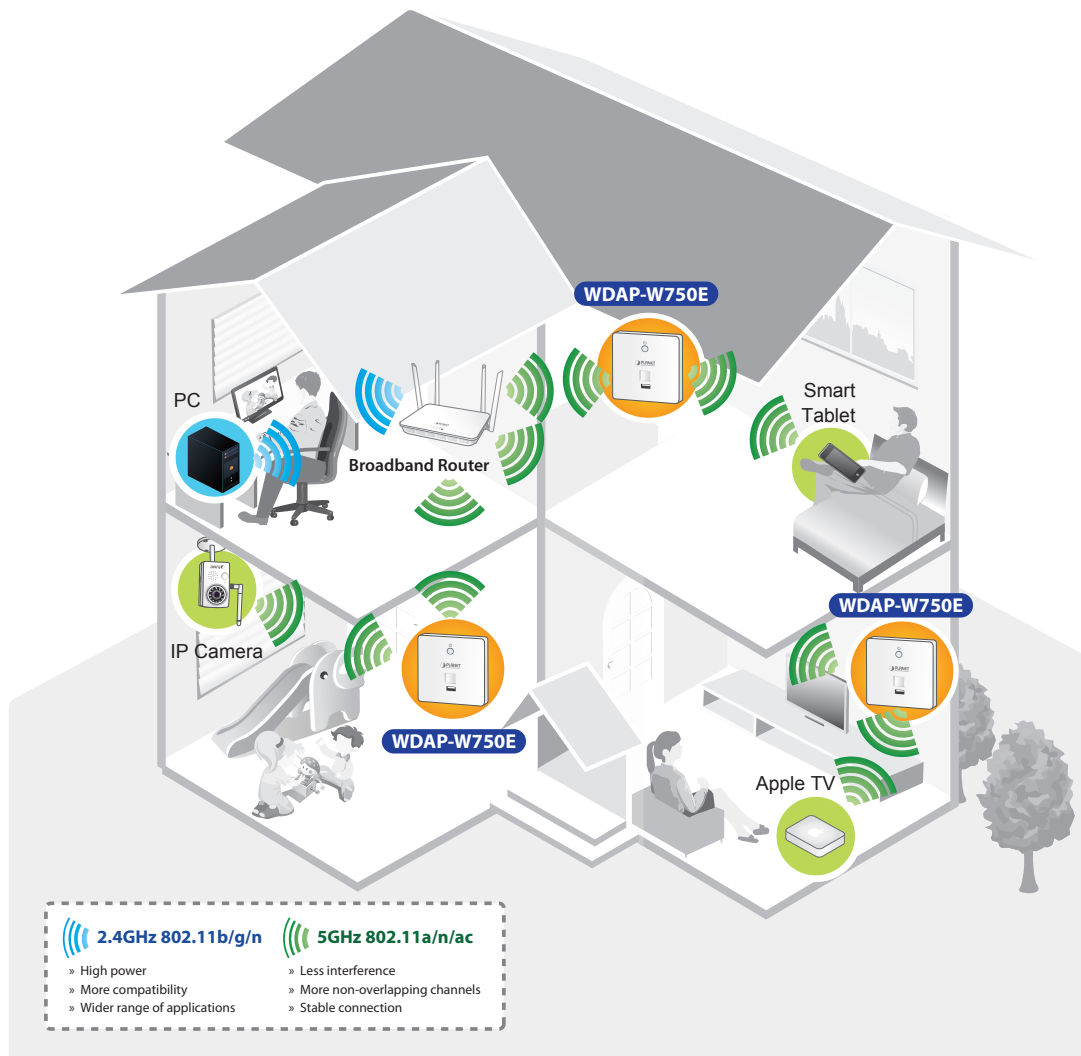 WDAP-W750E
PC
Smart
Tablet
Broadband Router
WDAP-W750E
IP Camera
WDAP-W750E
Apple TV
2.4GHz 802.11b/g/n
» High power
» More compatibility
» Wider range of applications
5GHz 802.11a/n/ac
» Less interference
» More non-overlapping channels
» Stable connection